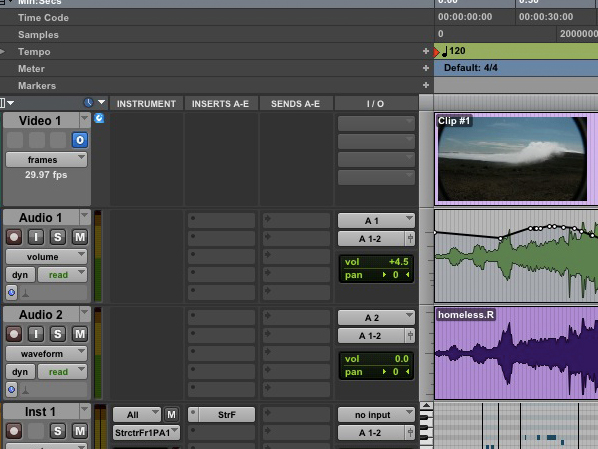 Min:Secs 0:00 0:30
Time Code 00:00:00:00 00:00:30:00
Samples 0 2000000
Tempo + 120
Meter + Default: 4/4
Markers +
INSTRUMENT INSERTS A-E SENDS A-E I / O
Video 1
O
frames
29.97 fps
Clip #1
Audio 1
I S M
volume
dyn read
A 1
A 1-2
vol +4.5
pan 0
Audio 2
I S M
waveform
dyn read
A 2
A 1-2
vol 0.0
pan 0
homeless.R
Inst 1
S M
All M
StrctrFr1PA1
StrF
no input
A 1-2